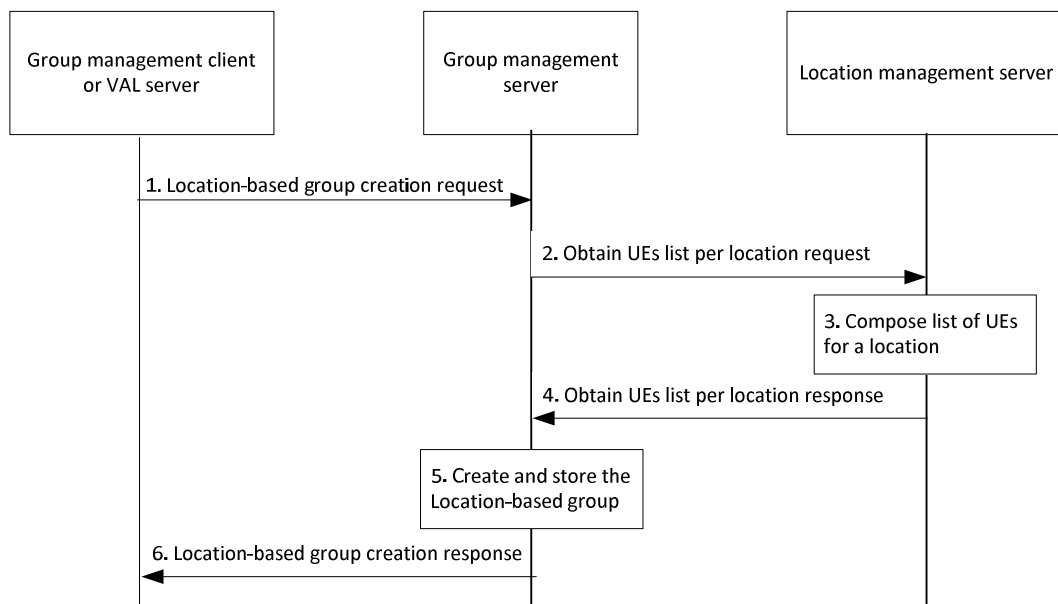 Group management client
or VAL server
Group management
server
Location management server
1. Location-based group creation request
2. Obtain UEs list per location request
3. Compose list of UEs
for a location
4. Obtain UEs list per location response
5. Create and store the
Location-based group
6. Location-based group creation response